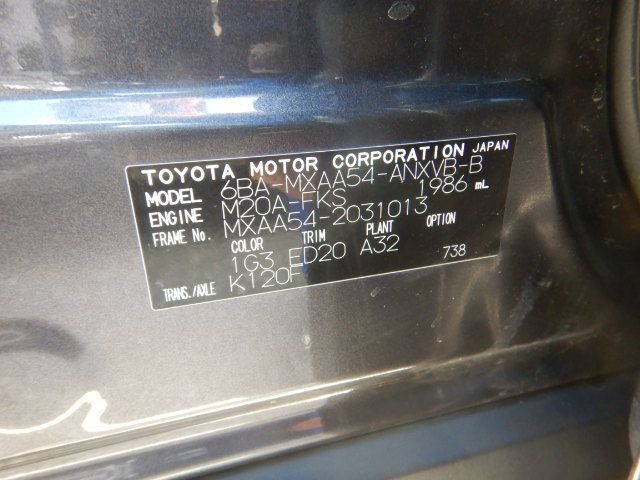 TOYOTA MOTOR CORPORATION JAPAN
MODEL 6BA-MXAA54-ANXVB-B
ENGINE M20A-FKS 1986 mL
FRAME No. MXAA54-2031013
COLOR TRIM PLANT OPTION
1G3 ED20 A32
TRANS./AXLE K120F 738